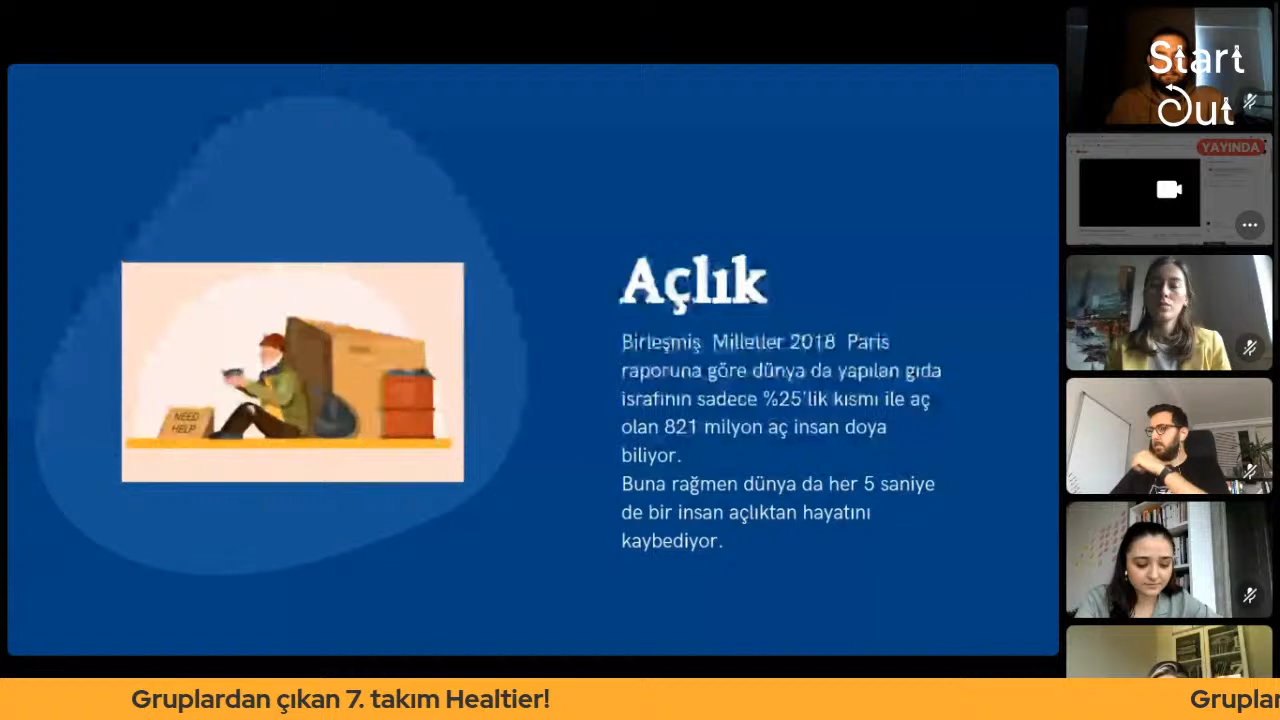 Start
Out
YAYINDA
Açlık
Birleşmiş Milletler 2018 Paris
raporuna göre dünya da yapılan gıda
israfının sadece %25'lik kısmı ile aç
olan 821 milyon aç insan doya
biliyor.
Buna rağmen dünya da her 5 saniye
de bir insan açlıktan hayatını
kaybediyor.
NEED
HELP
Gruplardan çıkan 7. takım Healtier!
Gruplar